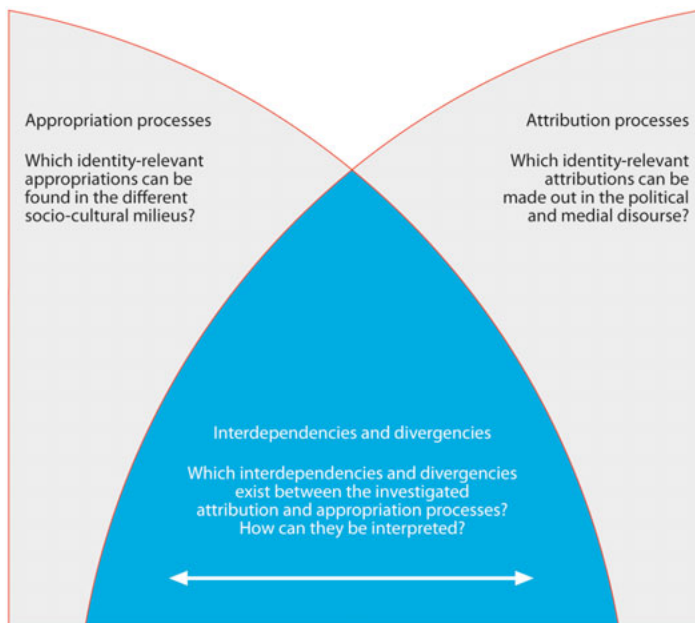 Appropriation processes
Which identity-relevant
appropriations can be
found in the different
socio-cultural milieus?
Attribution processes
Which identity-relevant
attributions can be
made out in the political
and medial disourse?
Interdependencies and divergencies
Which interdependencies and divergencies
exist between the investigated
attribution and appropriation processes?
How can they be interpreted?